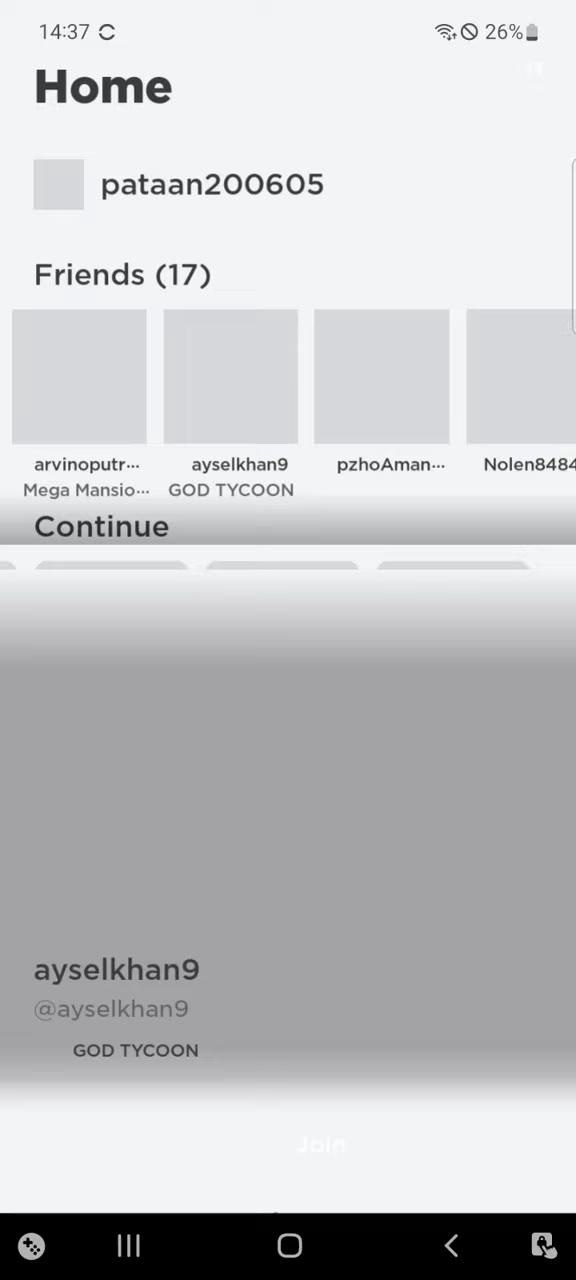 14:37
26%
Home
pataan200605
Friends (17)
arvinoputr... ayselkhan9 pzhoAman... Nolen8484
Mega Mansio... GOD TYCOON
Continue
ayselkhan9
@ayselkhan9
GOD TYCOON
Join